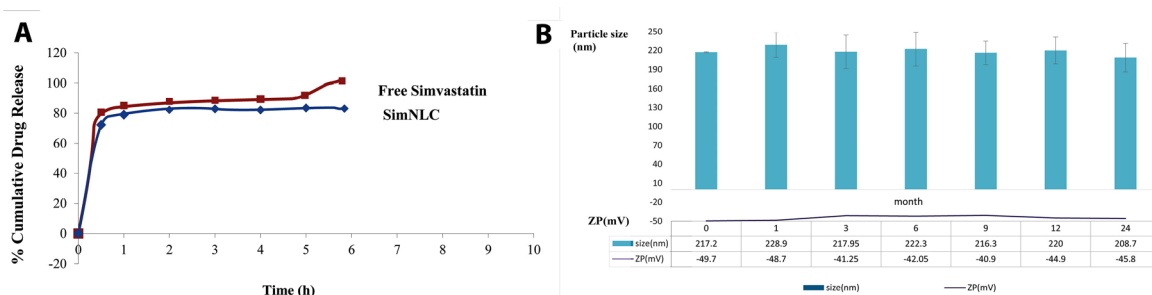 A
% Cumulative Drug Release
120
100
80
60
40
20
0
-20
0 1 2 3 4 5 6 7 8 9 10
Time (h)
Free Simvastatin
SimNLC
B
Particle size
(nm)
250
220
190
160
130
100
70
40
10
-20
-50
month
ZP(mV)
0 1 3 6 9 12 24
size(nm) 217.2 228.9 217.95 222.3 216.3 220 208.7
ZP(mV) -49.7 -48.7 -41.25 -42.05 -40.9 -44.9 -45.8
size(nm) ZP(mV)